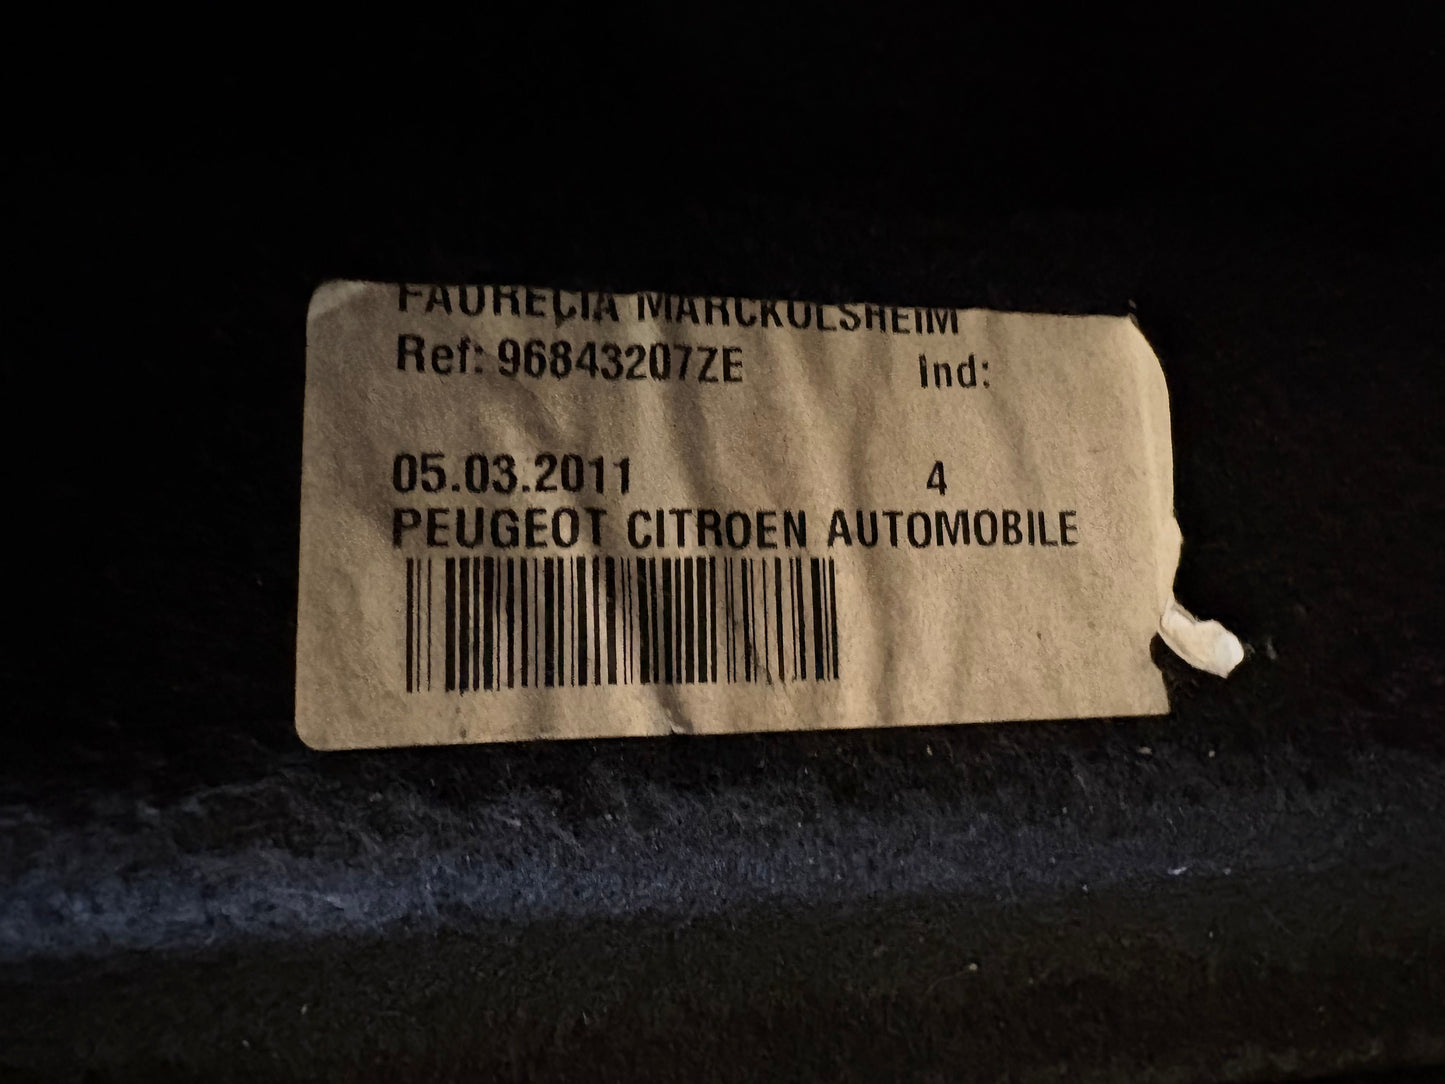 FAURECIA MARCKOLSHEIM
Ref: 96843207ZE Ind:
05.03.2011 4
PEUGEOT CITROEN AUTOMOBILE